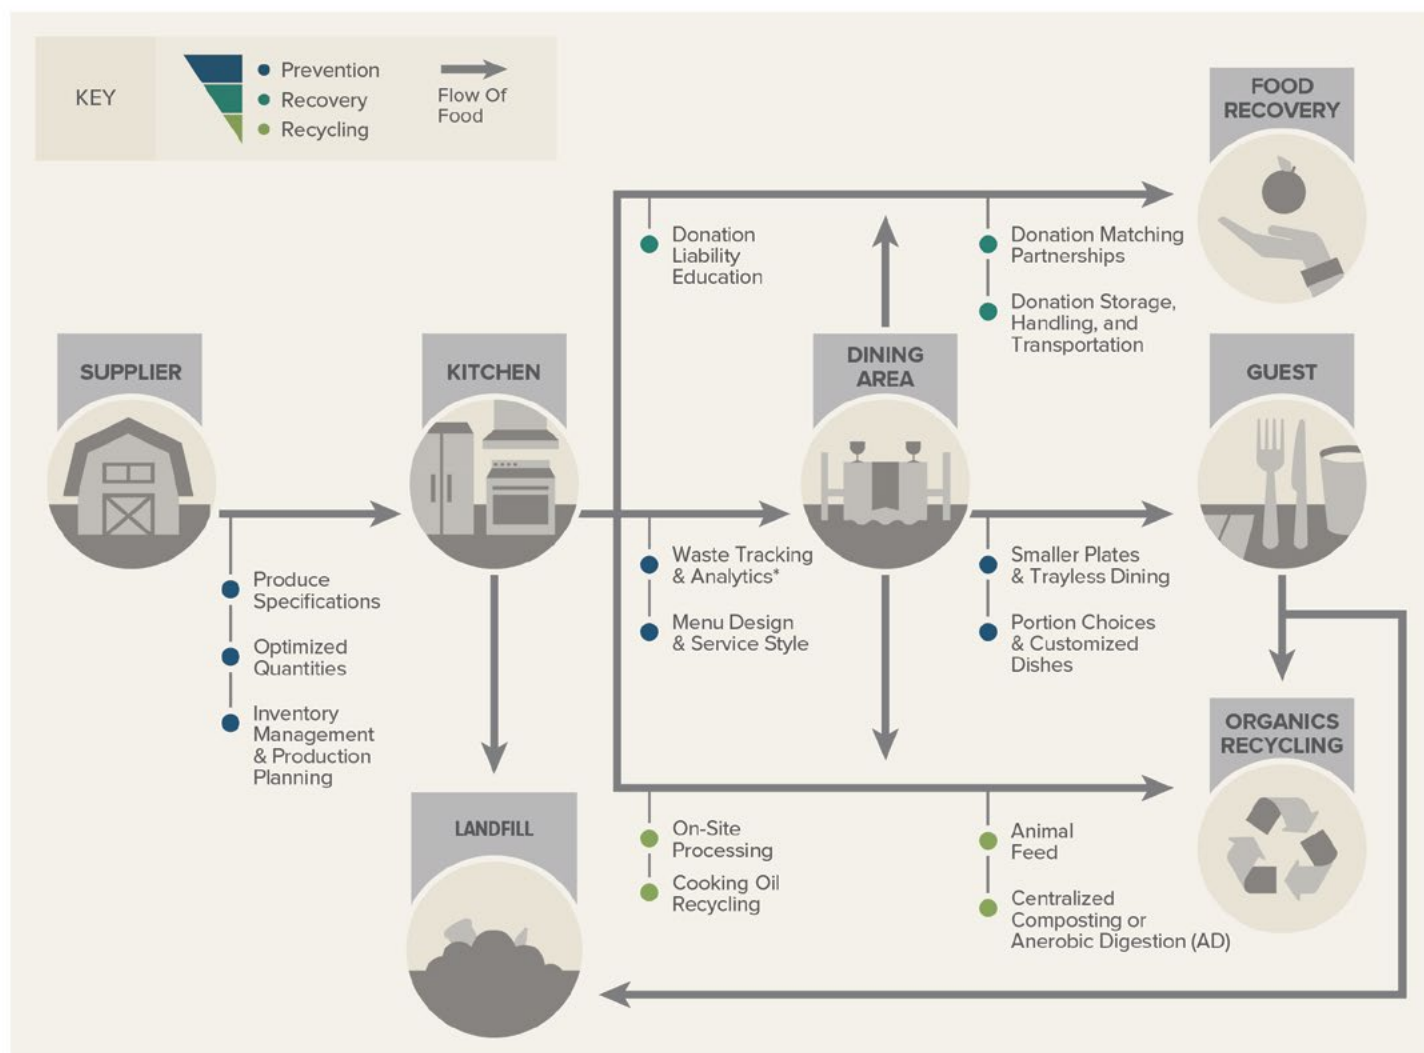 KEY
Prevention
Recovery
Recycling
Flow Of
Food
FOOD
RECOVERY
Donation
Liability
Education
Donation Matching
Partnerships
Donation Storage,
Handling, and
Transportation
SUPPLIER
KITCHEN
DINING
AREA
GUEST
Produce
Specifications
Optimized
Quantities
Inventory
Management
& Production
Planning
Waste Tracking
& Analytics*
Menu Design
& Service Style
Smaller Plates
& Trayless Dining
Portion Choices
& Customized
Dishes
ORGANICS
RECYCLING
LANDFILL
On-Site
Processing
Cooking Oil
Recycling
Animal
Feed
Centralized
Composting or
Anerobic Digestion (AD)